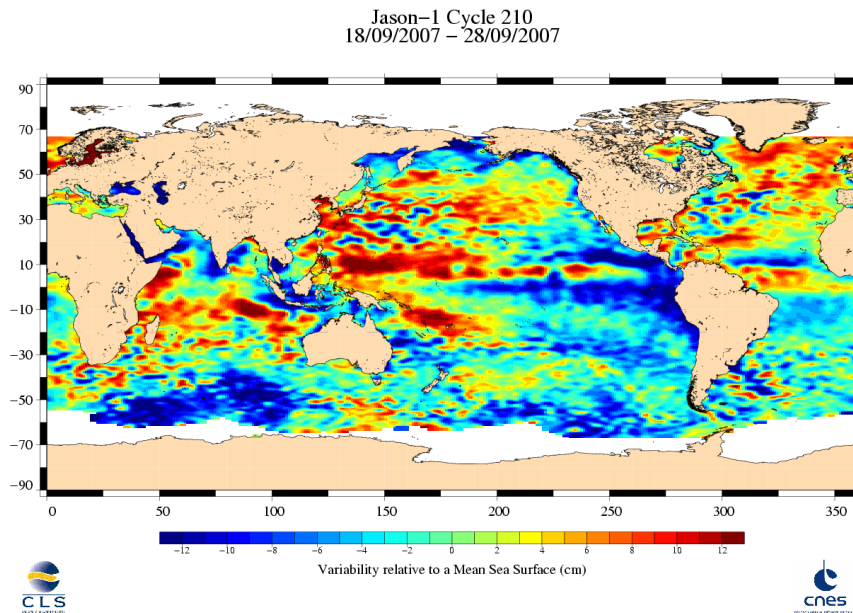 Jason−1 Cycle 210
18/09/2007 − 28/09/2007
90
70
50
30
10
−10
−30
−50
−70
−90
0 50 100 150 200 250 300 350
−12 −10 −8 −6 −4 −2 0 2 4 6 8 10 12
Variability relative to a Mean Sea Surface (cm)
CLS
cnes